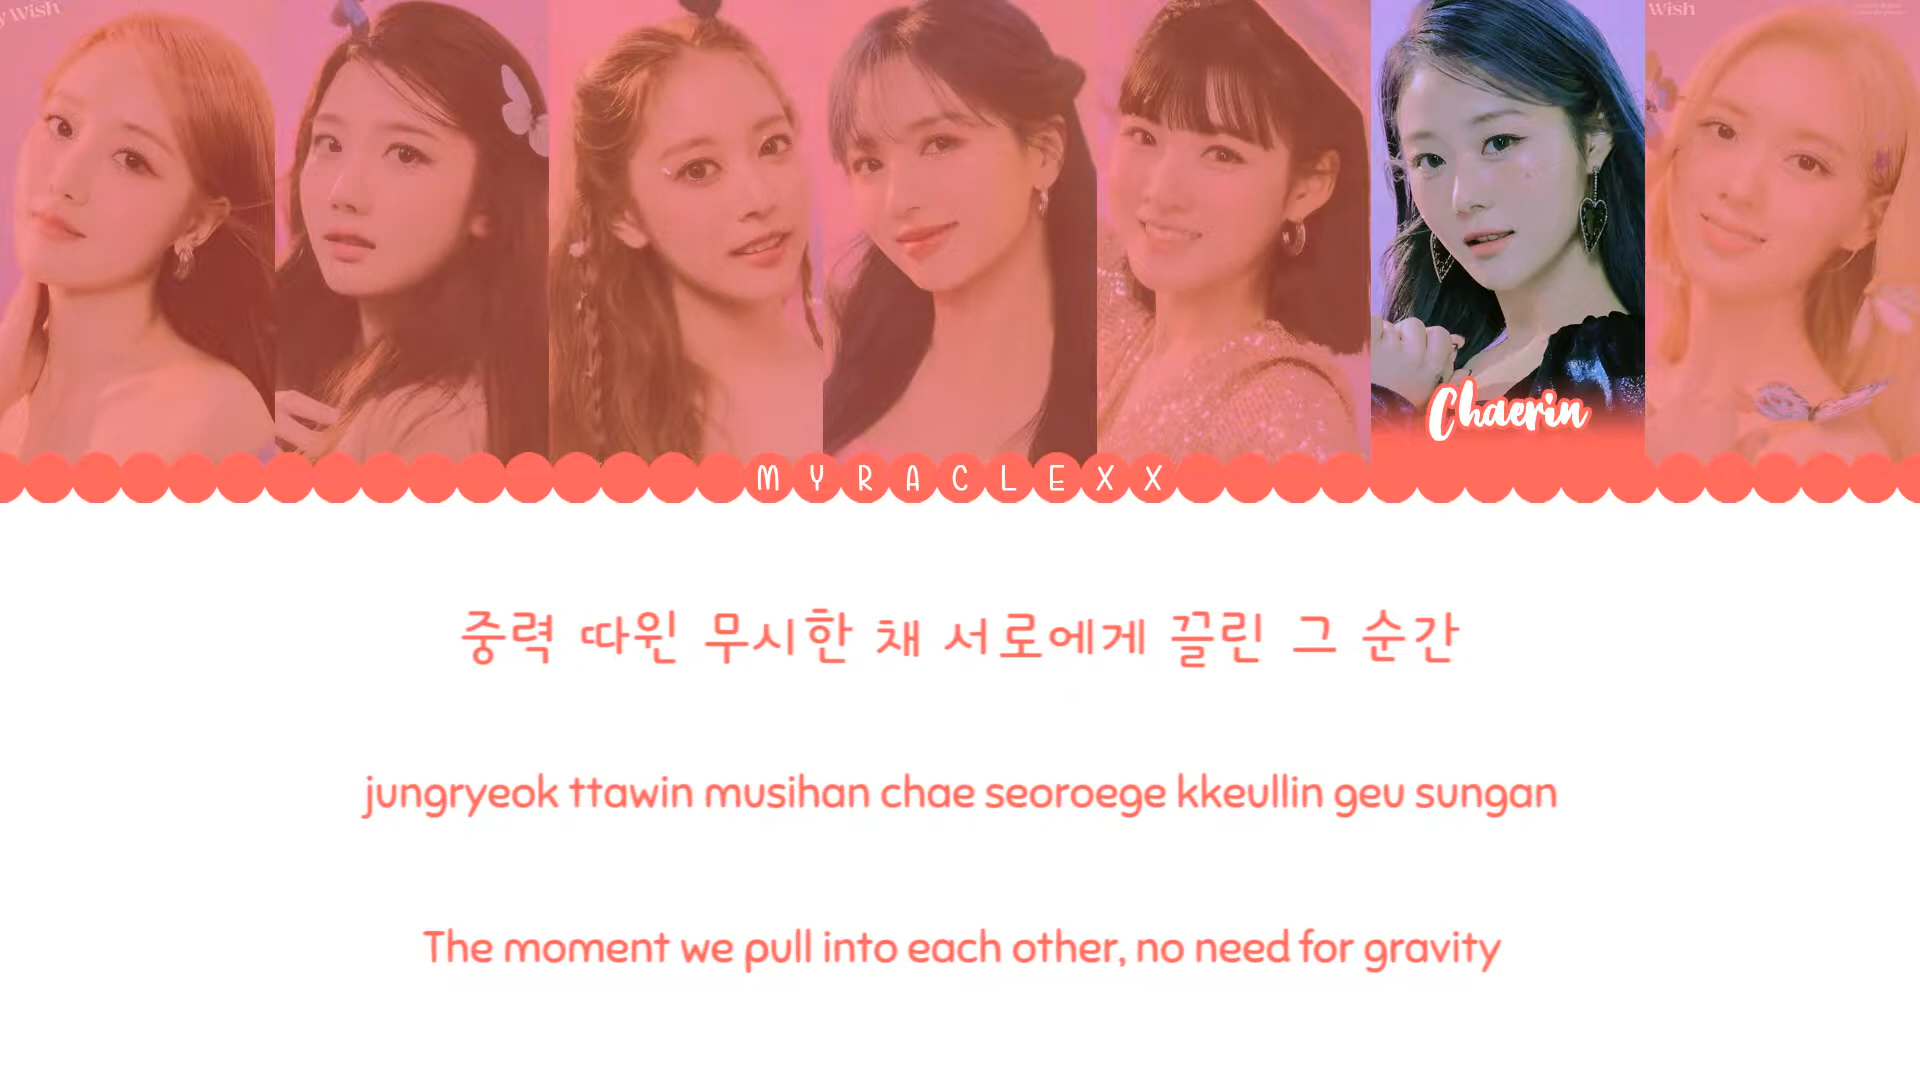 y Wish
Wish
Chaerin
MYRACLEXX
중력 따윈 무시한 채 서로에게 끌린 그 순간
jungryeok ttawin musihan chae seoroege kkeullin geu sungan
The moment we pull into each other, no need for gravity